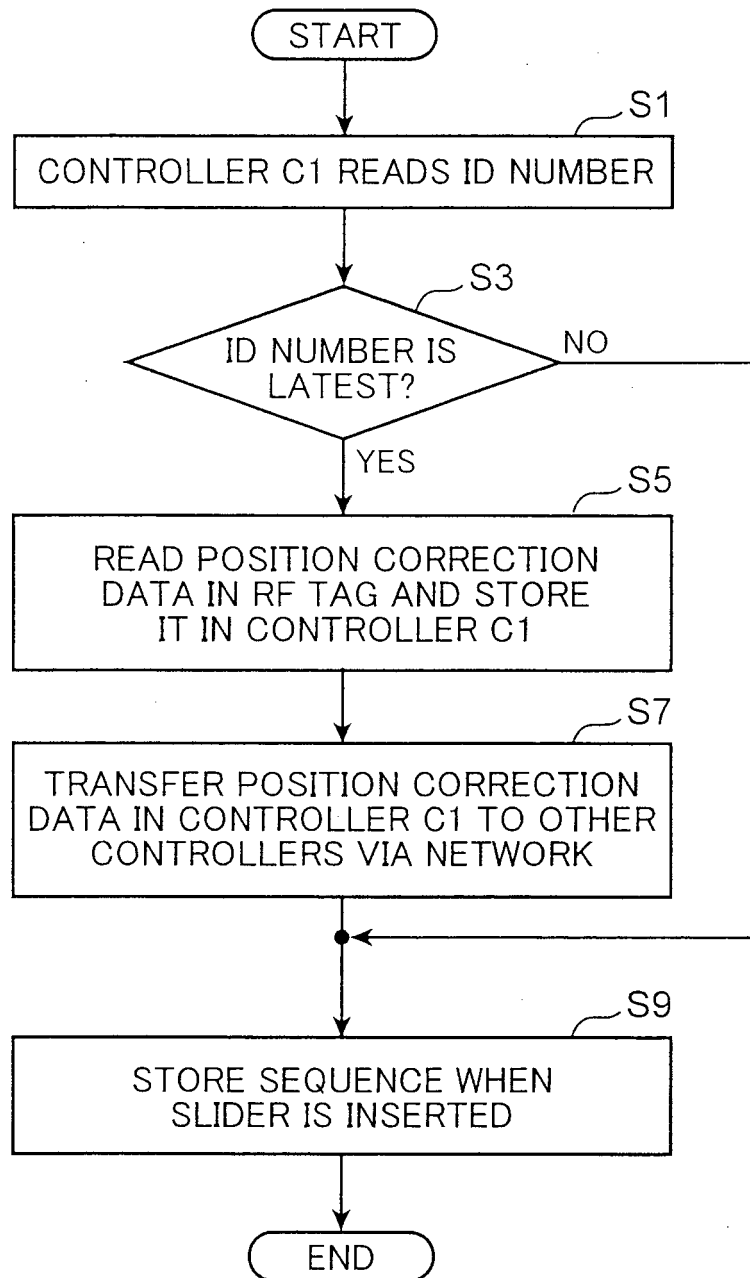 START
S1
CONTROLLER C1 READS ID NUMBER
S3
ID NUMBER IS
LATEST?
NO
YES
S5
READ POSITION CORRECTION
DATA IN RF TAG AND STORE
IT IN CONTROLLER C1
S7
TRANSFER POSITION CORRECTION
DATA IN CONTROLLER C1 TO OTHER
CONTROLLERS VIA NETWORK
S9
STORE SEQUENCE WHEN
SLIDER IS INSERTED
END